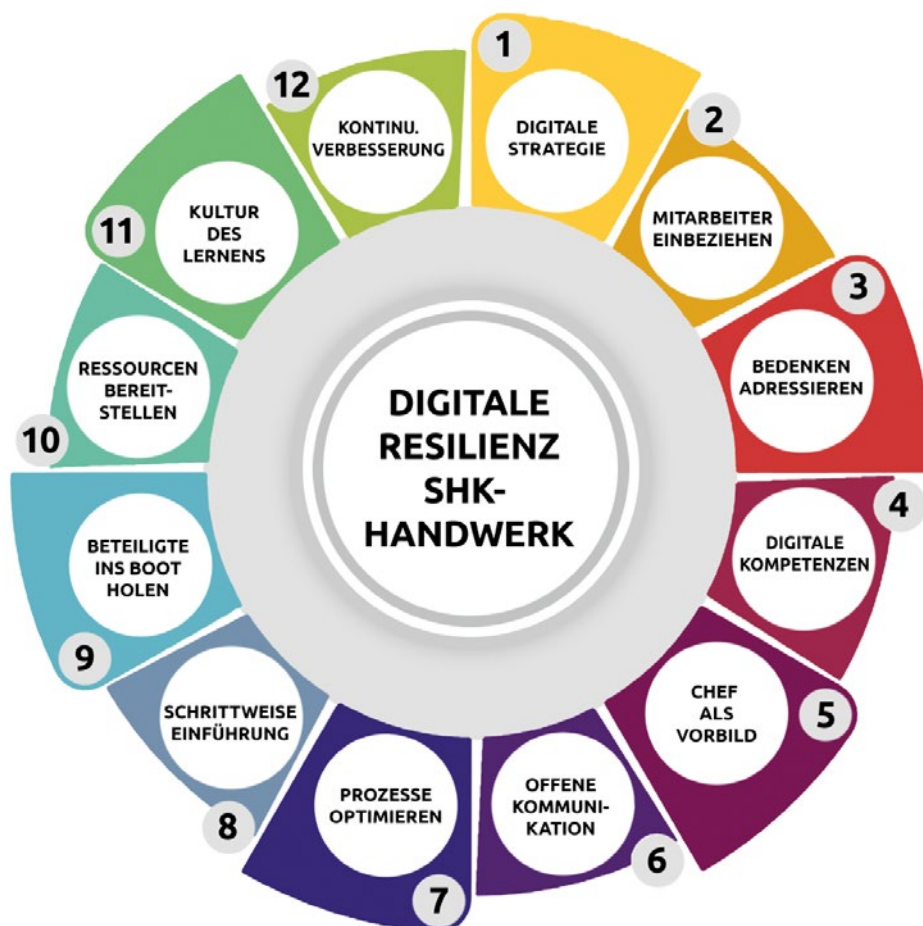 DIGITALE
RESILIENZ
SHK-
HANDWERK
1
DIGITALE
STRATEGIE
2
MITARBEITER
EINBEZIEHEN
3
BEDENKEN
ADRESSIEREN
4
DIGITALE
KOMPETENZEN
5
CHEF
ALS
VORBILD
6
OFFENE
KOMMUNI-
KATION
7
PROZESSE
OPTIMIEREN
8
SCHRITTWEISE
EINFÜHRUNG
9
BETEILIGTE
INS BOOT
HOLEN
10
RESSOURCEN
BEREIT-
STELLEN
11
KULTUR
DES
LERNENS
12
KONTINU.
VERBESSERUNG